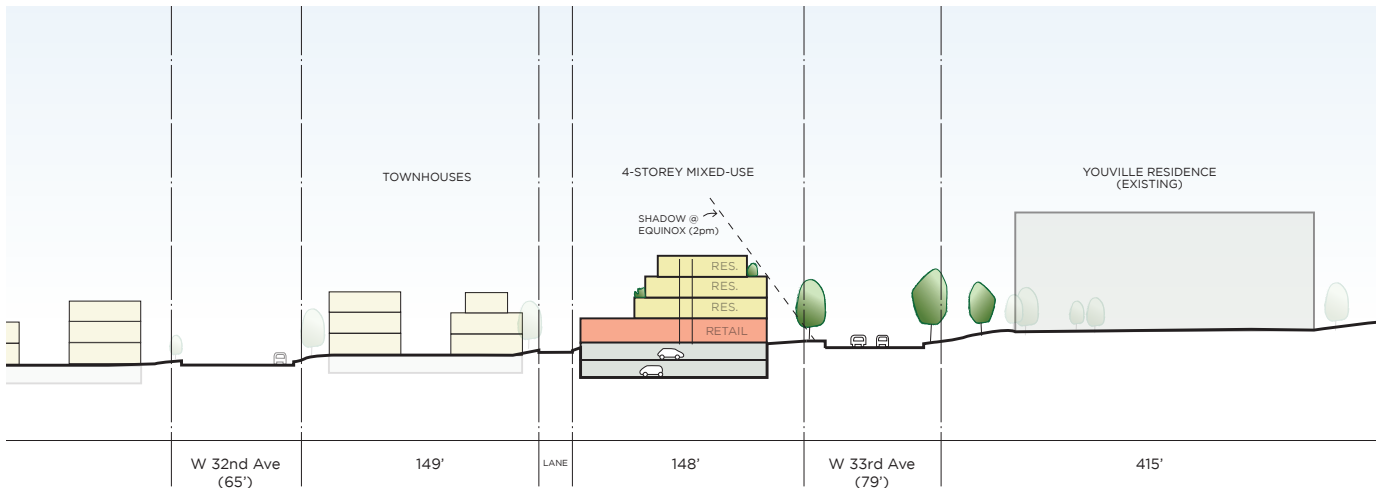 TOWNHOUSES
4-STOREY MIXED-USE
YOUVILLE RESIDENCE
(EXISTING)
SHADOW @
EQUINOX (2pm)
RES.
RES.
RES.
RETAIL
W 32nd Ave
(65')
149'
LANE
148'
W 33rd Ave
(79')
415'